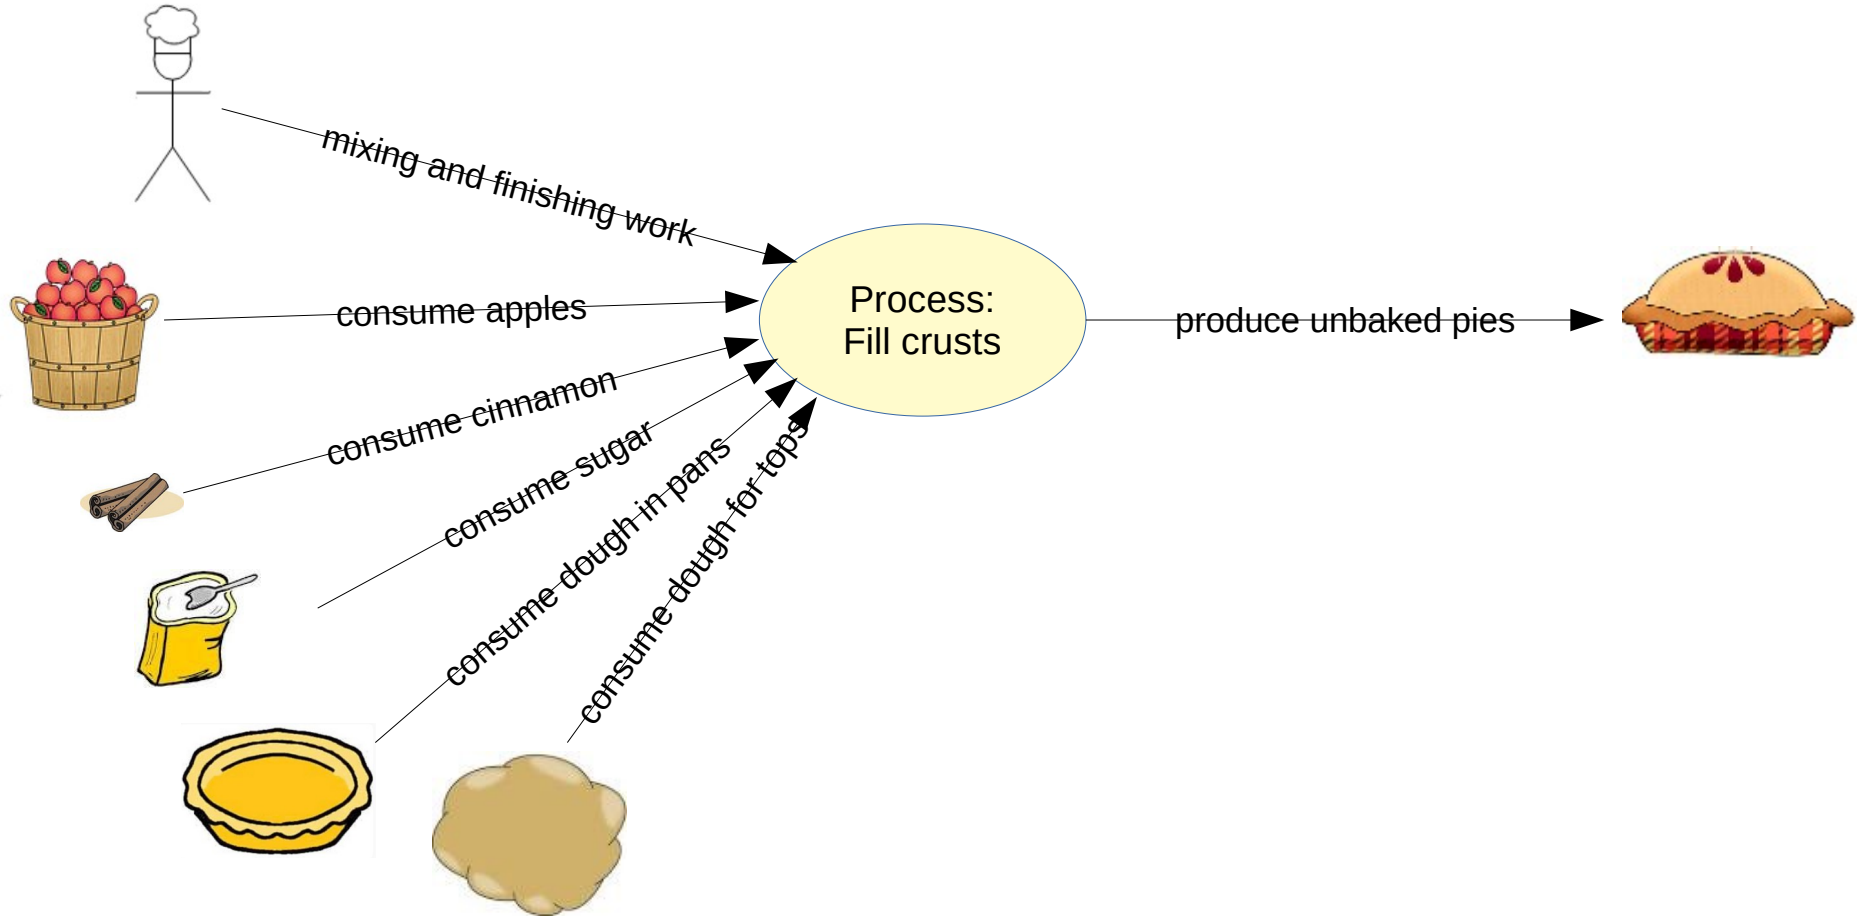 mixing and finishing work
consume apples
Process:
Fill crusts
produce unbaked pies
consume cinnamon
consume sugar
consume dough in pans
consume dough for tops